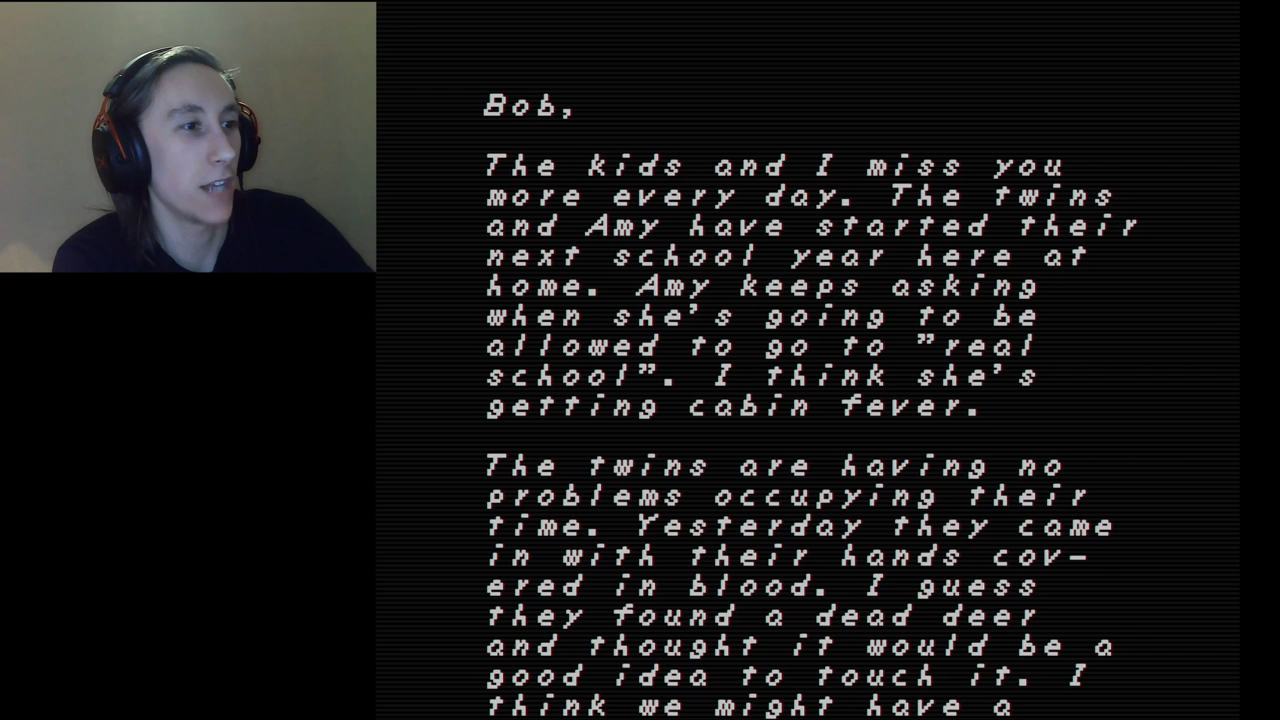 Bob,
The kids and I miss you
more every day. The twins
and Amy have started their
next school year here at
home. Amy keeps asking
when she's going to be
allowed to go to "real
school". I think she's
getting cabin fever.
The twins are having no
problems occupying their
time. Yesterday they came
in with their hands cov-
ered in blood. I guess
they found a dead deer
and thought it would be a
good idea to touch it. I
think we might have a